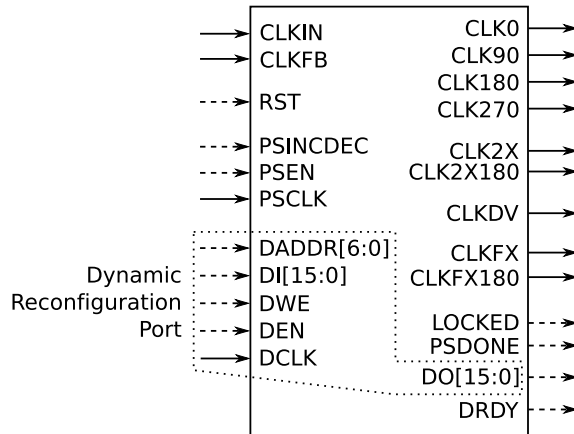 CLKIN
CLKFB
RST
PSINCDEC
PSEN
PSCLK
DADDR[6:0]
DI[15:0]
DWE
DEN
DCLK
Dynamic
Reconfiguration
Port
CLK0
CLK90
CLK180
CLK270
CLK2X
CLK2X180
CLKDV
CLKFX
CLKFX180
LOCKED
PSDONE
DO[15:0]
DRDY